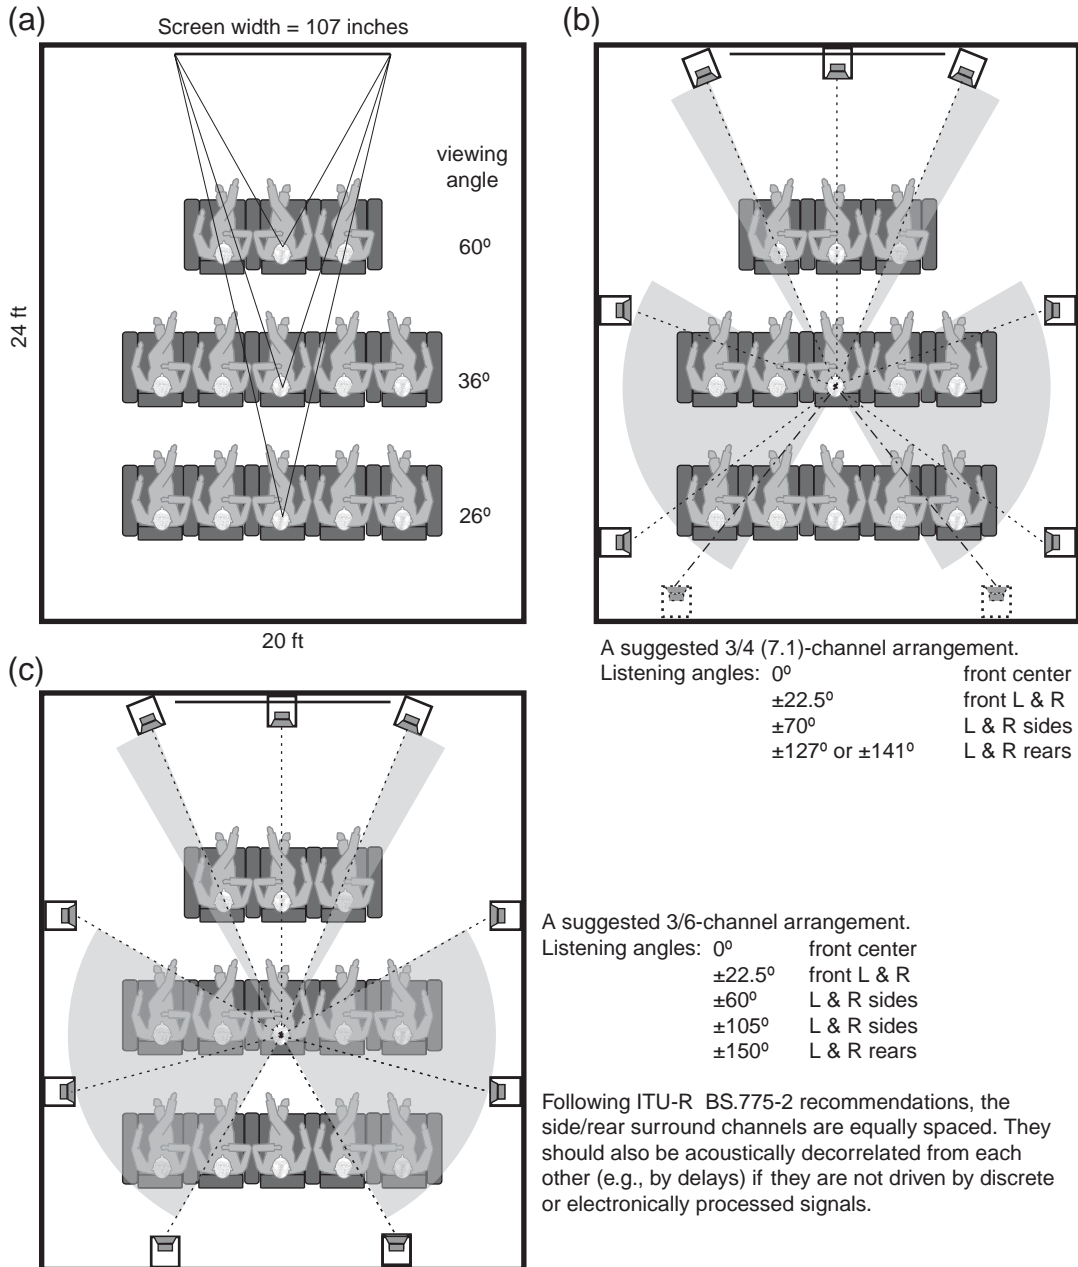 (a)
Screen width = 107 inches
viewing
angle
60º
36º
26º
24 ft
20 ft
(b)
A suggested 3/4 (7.1)-channel arrangement.
Listening angles: 0º front center
±22.5º front L & R
±70º L & R sides
±127º or ±141º L & R rears
(c)
A suggested 3/6-channel arrangement.
Listening angles: 0º front center
±22.5º front L & R
±60º L & R sides
±105º L & R sides
±150º L & R rears
Following ITU-R BS.775-2 recommendations, the
side/rear surround channels are equally spaced. They
should also be acoustically decorrelated from each
other (e.g., by delays) if they are not driven by discrete
or electronically processed signals.